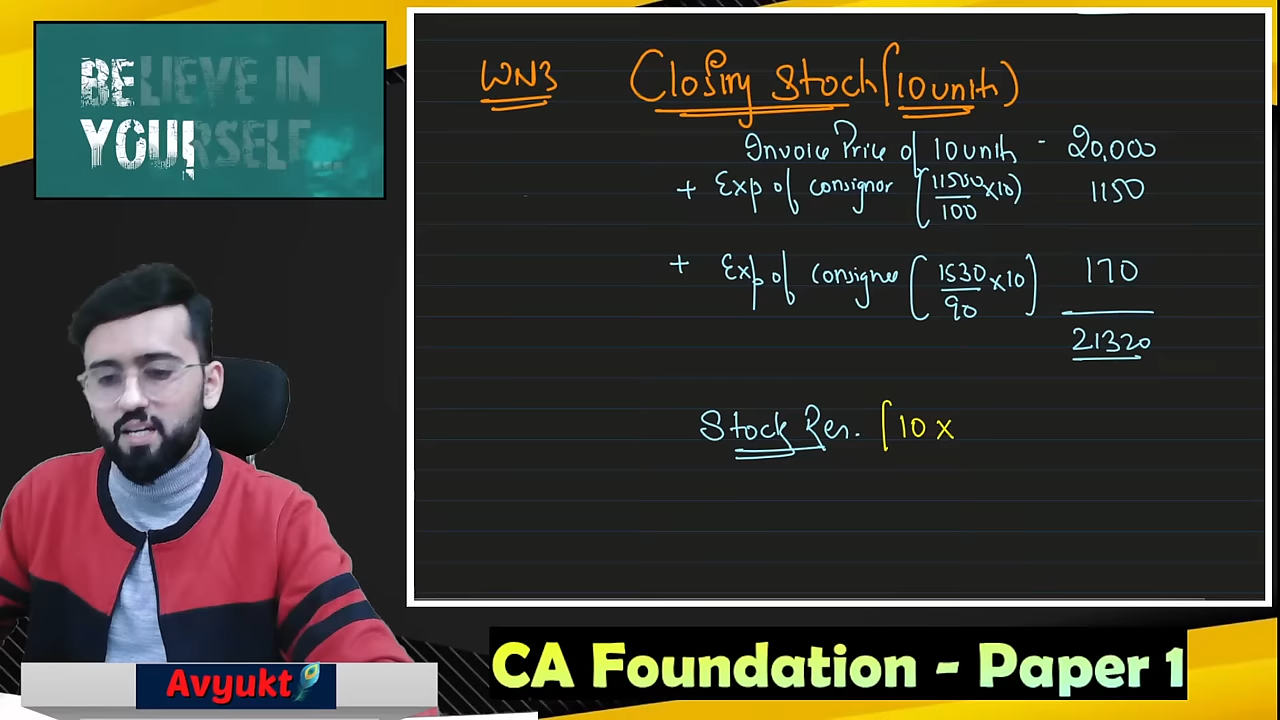 BELIEVE IN
YOURSELF...
WN3 Closing Stock (10 units)
Invoice Price of 10 units - 20,000
+ Exp of consignor (11500/100 × 10) 1150
+ Exp of consignee (1530/90 × 10) 170
21320
Stock Res. [10 ×
Avyukt
CA Foundation - Paper 1